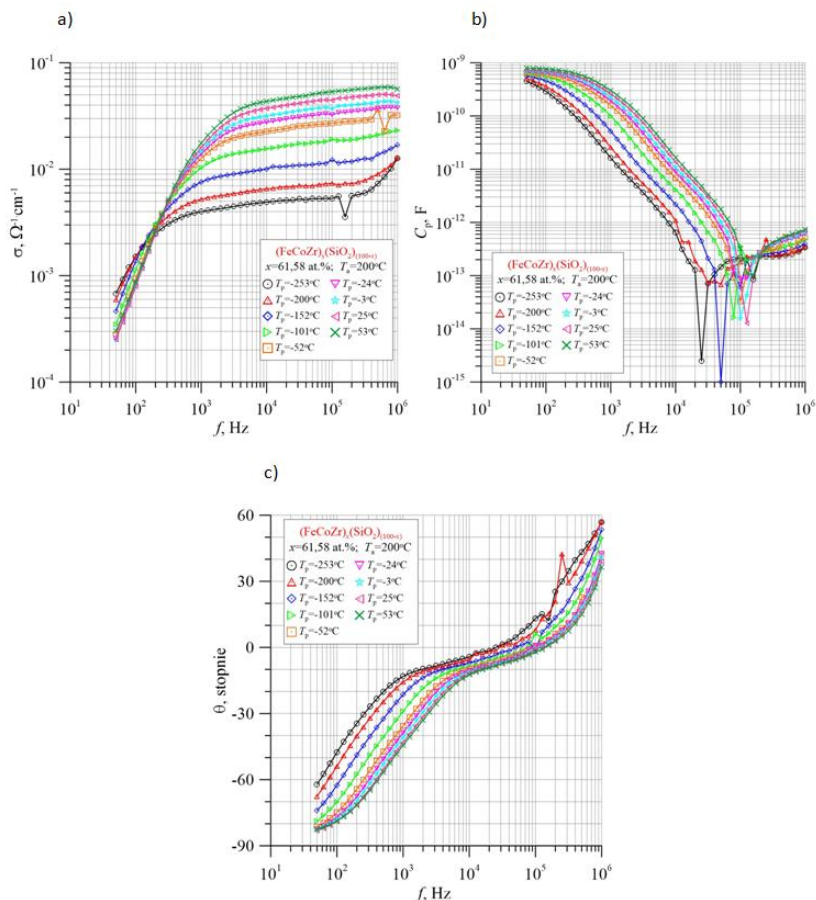 a)
b)
10⁻¹
10⁻²
10⁻³
10⁻⁴
σ, Ω⁻¹cm⁻¹
10¹ 10² 10³ 10⁴ 10⁵ 10⁶
f, Hz
(FeCoZr)ₓ(SiO₂)₍₁₀₀₋ₓ₎
x=61,58 at.%; Tₐ=200°C
Tₚ=-253°C Tₚ=-24°C
Tₚ=-200°C Tₚ=-3°C
Tₚ=-152°C Tₚ=25°C
Tₚ=-101°C Tₚ=53°C
Tₚ=-52°C
10⁻⁹
10⁻¹⁰
10⁻¹¹
10⁻¹²
10⁻¹³
10⁻¹⁴
10⁻¹⁵
Cₚ, F
10¹ 10² 10³ 10⁴ 10⁵ 10⁶
f, Hz
(FeCoZr)ₓ(SiO₂)₍₁₀₀₋ₓ₎
x=61,58 at.%; Tₐ=200°C
Tₚ=-253°C Tₚ=-24°C
Tₚ=-200°C Tₚ=-3°C
Tₚ=-152°C Tₚ=25°C
Tₚ=-101°C Tₚ=53°C
Tₚ=-52°C
c)
60
30
0
-30
-60
-90
θ, stopnie
10¹ 10² 10³ 10⁴ 10⁵ 10⁶
f, Hz
(FeCoZr)ₓ(SiO₂)₍₁₀₀₋ₓ₎
x=61,58 at.%; Tₐ=200°C
Tₚ=-253°C Tₚ=-24°C
Tₚ=-200°C Tₚ=-3°C
Tₚ=-152°C Tₚ=25°C
Tₚ=-101°C Tₚ=53°C
Tₚ=-52°C